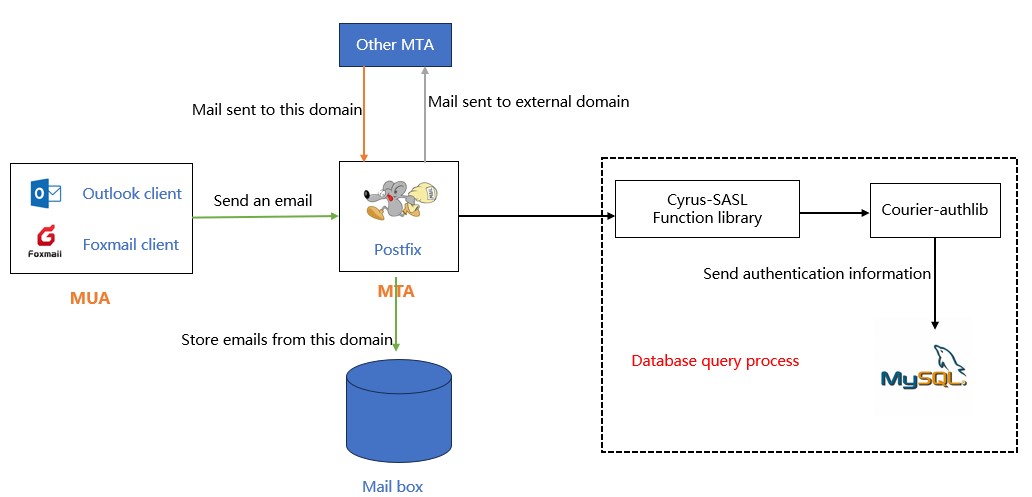 Other MTA
Mail sent to this domain
Mail sent to external domain
Outlook client
Foxmail
Foxmail client
MUA
Send an email
Postfix
MTA
Store emails from this domain
Mail box
Cyrus-SASL
Function library
Courier-authlib
Send authentication information
Database query process
MySQL